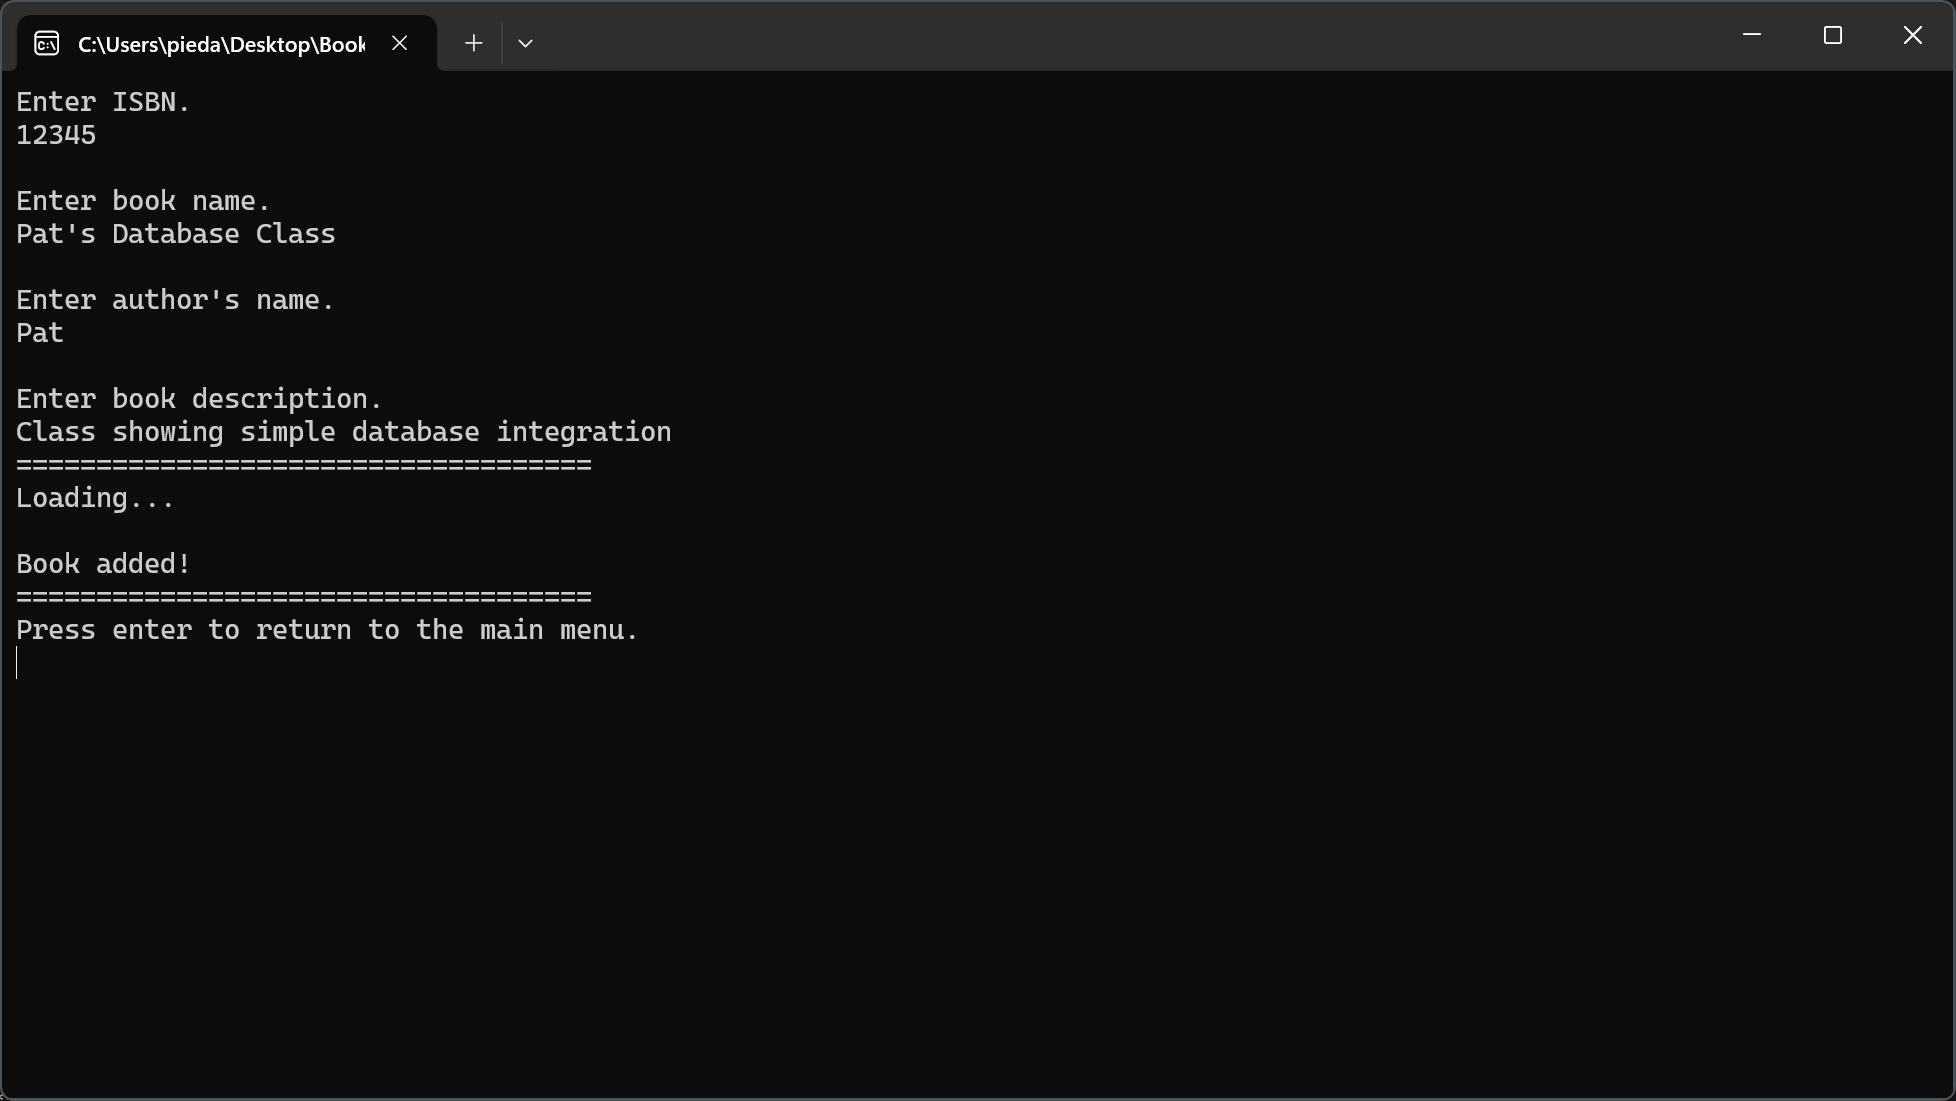 C:\Users\pieda\Desktop\Book
Enter ISBN.
12345
Enter book name.
Pat's Database Class
Enter author's name.
Pat
Enter book description.
Class showing simple database integration
====================================
Loading...
Book added!
====================================
Press enter to return to the main menu.